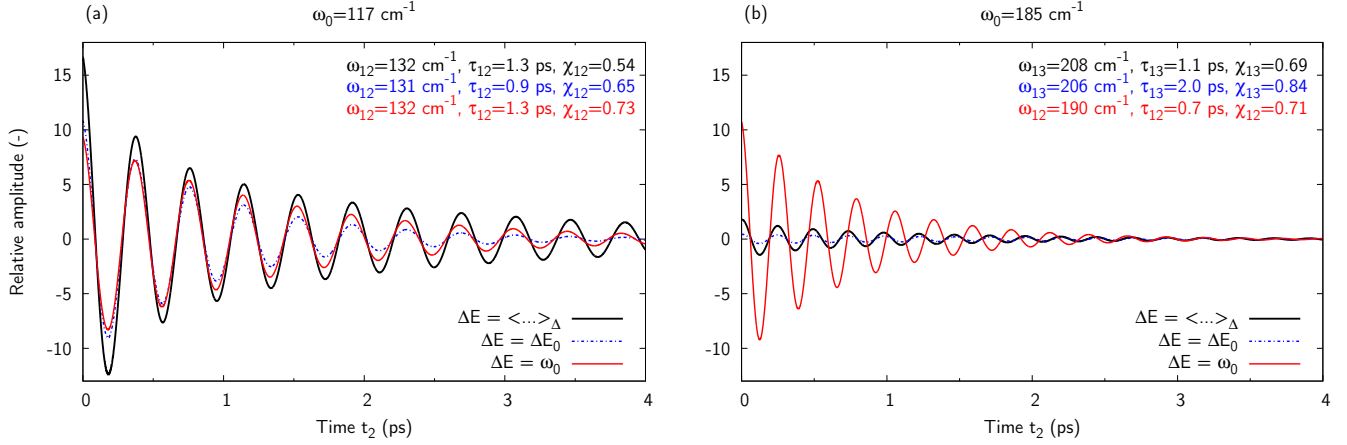 (a)
ω₀=117 cm⁻¹
ω₁₂=132 cm⁻¹, τ₁₂=1.3 ps, χ₁₂=0.54
ω₁₂=131 cm⁻¹, τ₁₂=0.9 ps, χ₁₂=0.65
ω₁₂=132 cm⁻¹, τ₁₂=1.3 ps, χ₁₂=0.73
Relative amplitude (-)
15
10
5
0
-5
-10
ΔE = <...>_Δ
ΔE = ΔE₀
ΔE = ω₀
0 1 2 3 4
Time t₂ (ps)
(b)
ω₀=185 cm⁻¹
ω₁₃=208 cm⁻¹, τ₁₃=1.1 ps, χ₁₃=0.69
ω₁₃=206 cm⁻¹, τ₁₃=2.0 ps, χ₁₃=0.84
ω₁₂=190 cm⁻¹, τ₁₂=0.7 ps, χ₁₂=0.71
15
10
5
0
-5
-10
ΔE = <...>_Δ
ΔE = ΔE₀
ΔE = ω₀
0 1 2 3 4
Time t₂ (ps)